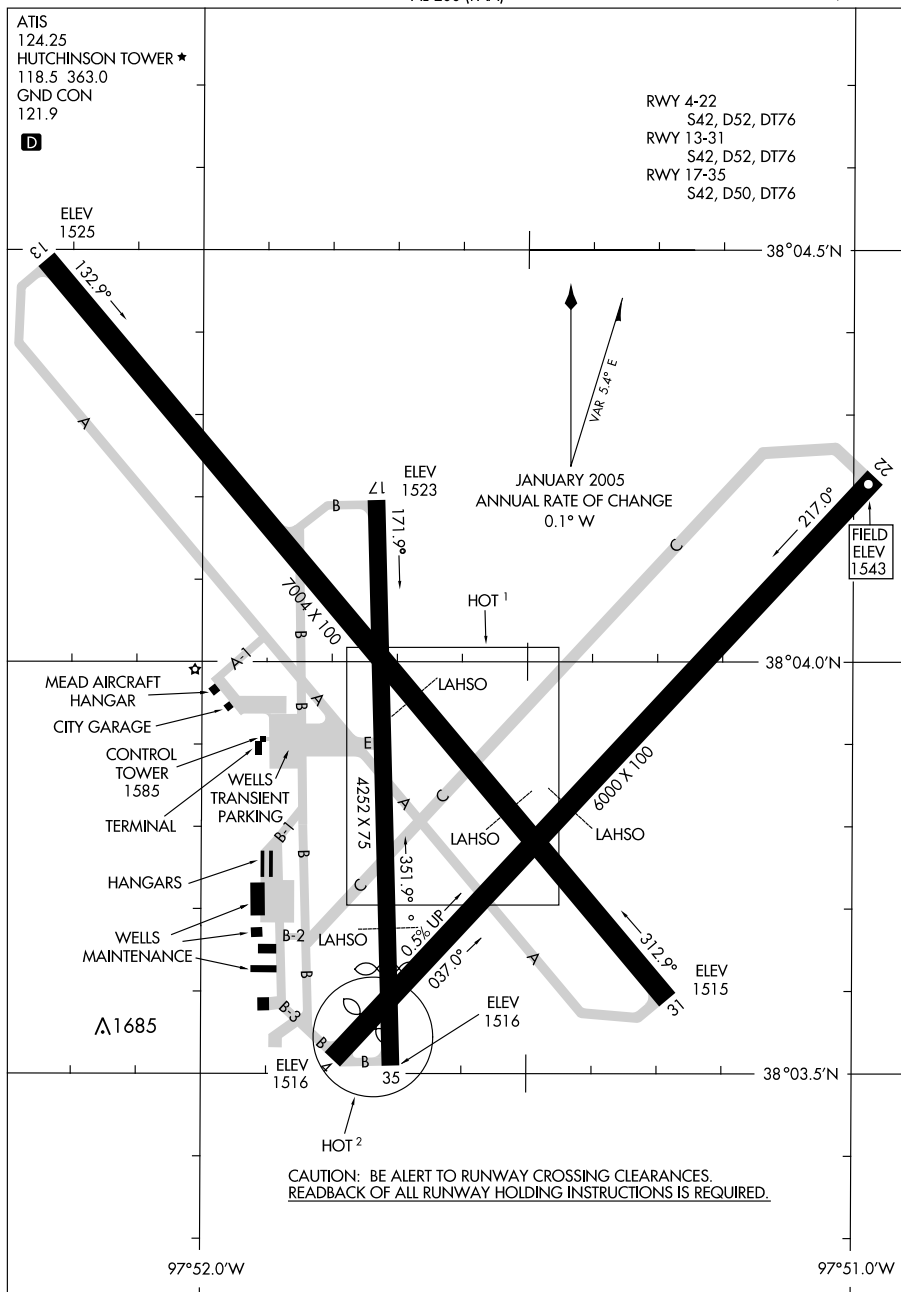 ATIS
124.25
HUTCHINSON TOWER ★
118.5 363.0
GND CON
121.9
D
RWY 4-22
S42, D52, DT76
RWY 13-31
S42, D52, DT76
RWY 17-35
S42, D50, DT76
ELEV
1525
13
132.9°
38°04.5'N
VAR 5.4° E
JANUARY 2005
ANNUAL RATE OF CHANGE
0.1° W
A
ELEV
1523
17
B
171.9°
22
217.0°
FIELD
ELEV
1543
C
HOT 1
7004 X 100
B
38°04.0'N
A-1
MEAD AIRCRAFT
HANGAR
CITY GARAGE
CONTROL
TOWER
1585
TERMINAL
WELLS
TRANSIENT
PARKING
B
A
E
LAHSO
4252 X 75
A
C
6000 X 100
LAHSO
LAHSO
B-1
B
HANGARS
351.9°
C
WELLS
MAINTENANCE
B-2
LAHSO
0.5% UP
037.0°
A
312.9°
ELEV
1515
31
B
B-3
1685
ELEV
1516
ELEV
1516
B
4
B
35
38°03.5'N
HOT 2
CAUTION: BE ALERT TO RUNWAY CROSSING CLEARANCES.
READBACK OF ALL RUNWAY HOLDING INSTRUCTIONS IS REQUIRED.
97°52.0'W
97°51.0'W